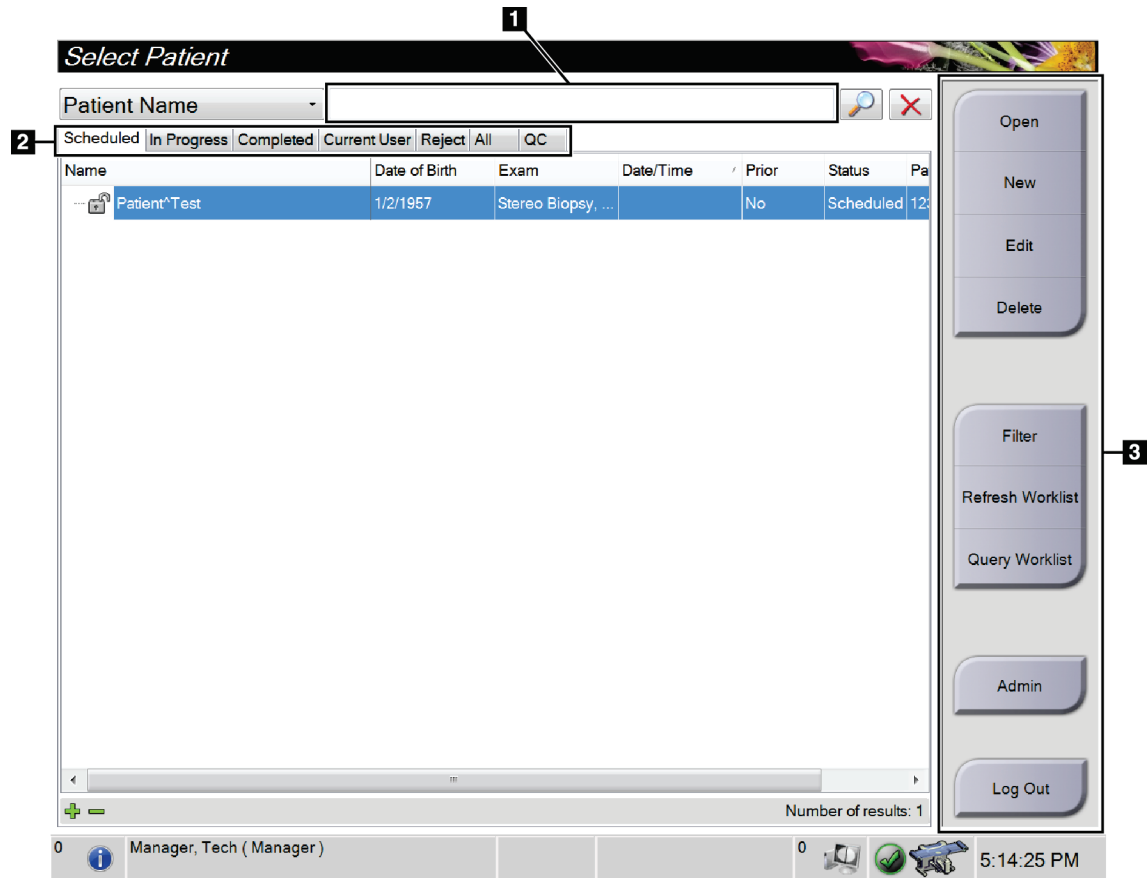 1
Select Patient
Patient Name
2
Scheduled In Progress Completed Current User Reject All QC
Name Date of Birth Exam Date/Time Prior Status Pa
Patient^Test 1/2/1957 Stereo Biopsy, ... No Scheduled 123
Open
New
Edit
Delete
Filter
3
Refresh Worklist
Query Worklist
Admin
Log Out
Number of results: 1
0 Manager, Tech ( Manager ) 0 5:14:25 PM